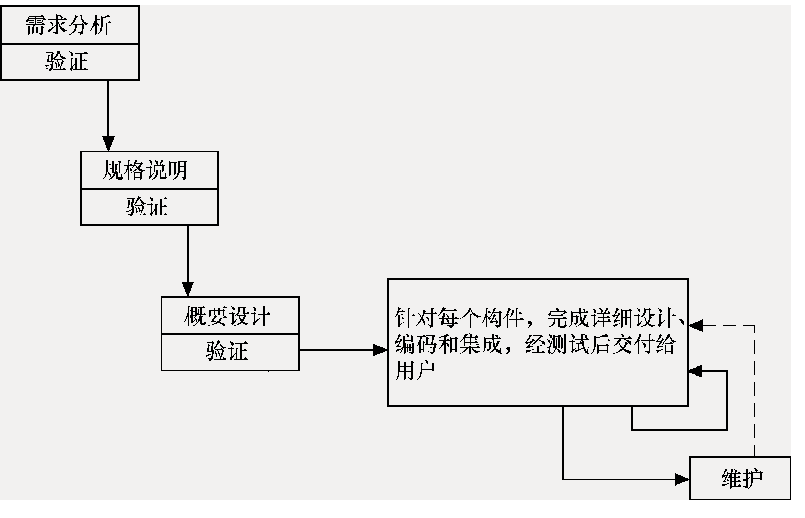 需求分析
验证
规格说明
验证
概要设计
验证
针对每个构件，完成详细设计、
编码和集成，经测试后交付给
用户
维护